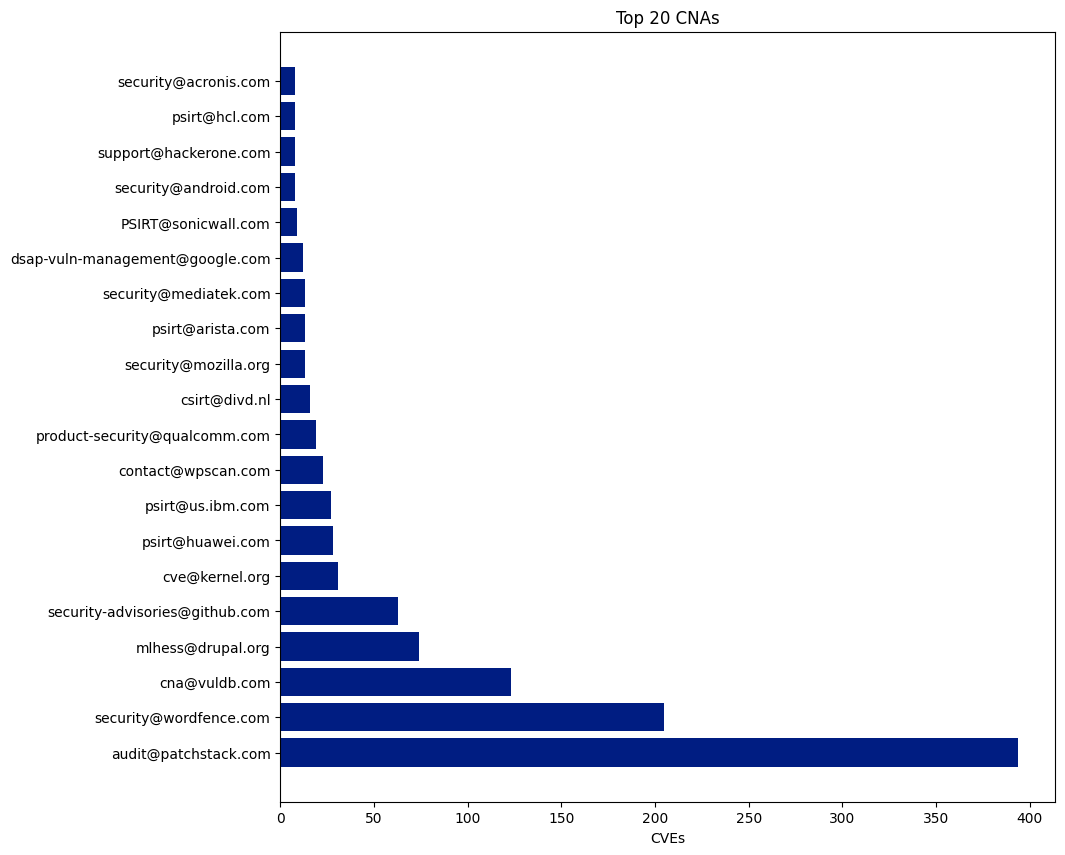 Top 20 CNAs
security@acronis.com
psirt@hcl.com
support@hackerone.com
security@android.com
PSIRT@sonicwall.com
dsap-vuln-management@google.com
security@mediatek.com
psirt@arista.com
security@mozilla.org
csirt@divd.nl
product-security@qualcomm.com
contact@wpscan.com
psirt@us.ibm.com
psirt@huawei.com
cve@kernel.org
security-advisories@github.com
mlhess@drupal.org
cna@vuldb.com
security@wordfence.com
audit@patchstack.com
0 50 100 150 200 250 300 350 400
CVEs